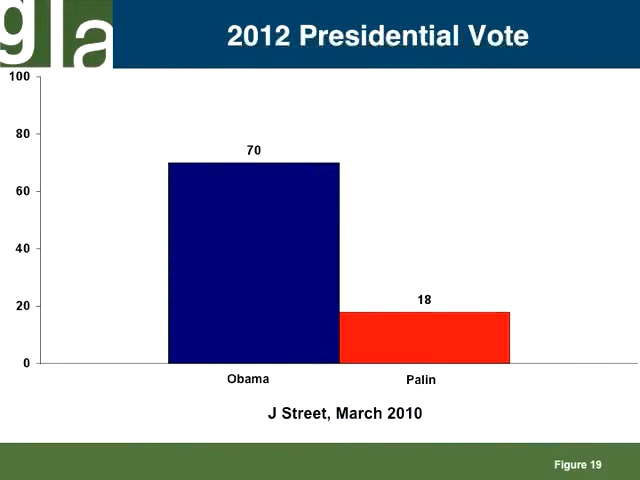 gla
2012 Presidential Vote
100
80
60
40
20
0
70
18
Obama
Palin
J Street, March 2010
Figure 19